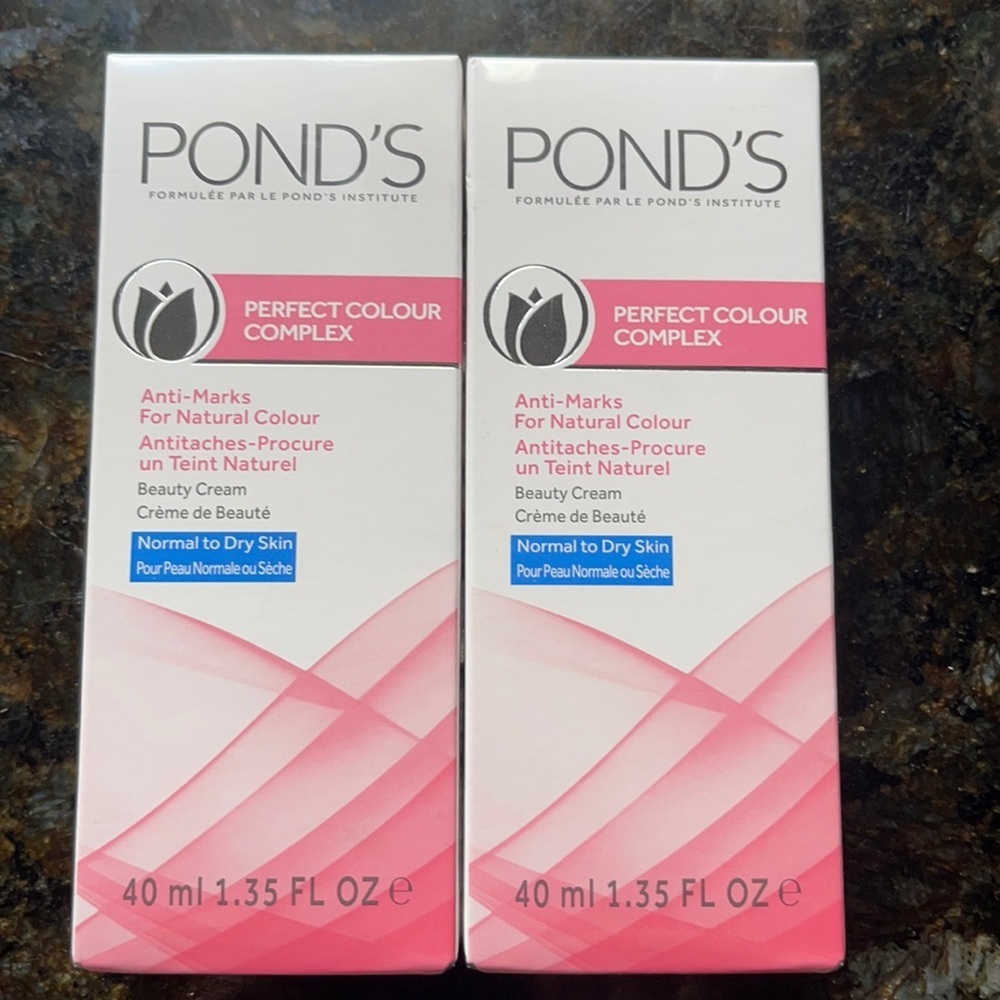 POND'S
FORMULÉE PAR LE POND'S INSTITUTE
PERFECT COLOUR
COMPLEX
Anti-Marks
For Natural Colour
Antitaches-Procure
un Teint Naturel
Beauty Cream
Crème de Beauté
Normal to Dry Skin
Pour Peau Normale ou Sèche
40 ml 1.35 FL OZ ℮
POND'S
FORMULÉE PAR LE POND'S INSTITUTE
PERFECT COLOUR
COMPLEX
Anti-Marks
For Natural Colour
Antitaches-Procure
un Teint Naturel
Beauty Cream
Crème de Beauté
Normal to Dry Skin
Pour Peau Normale ou Sèche
40 ml 1.35 FL OZ ℮